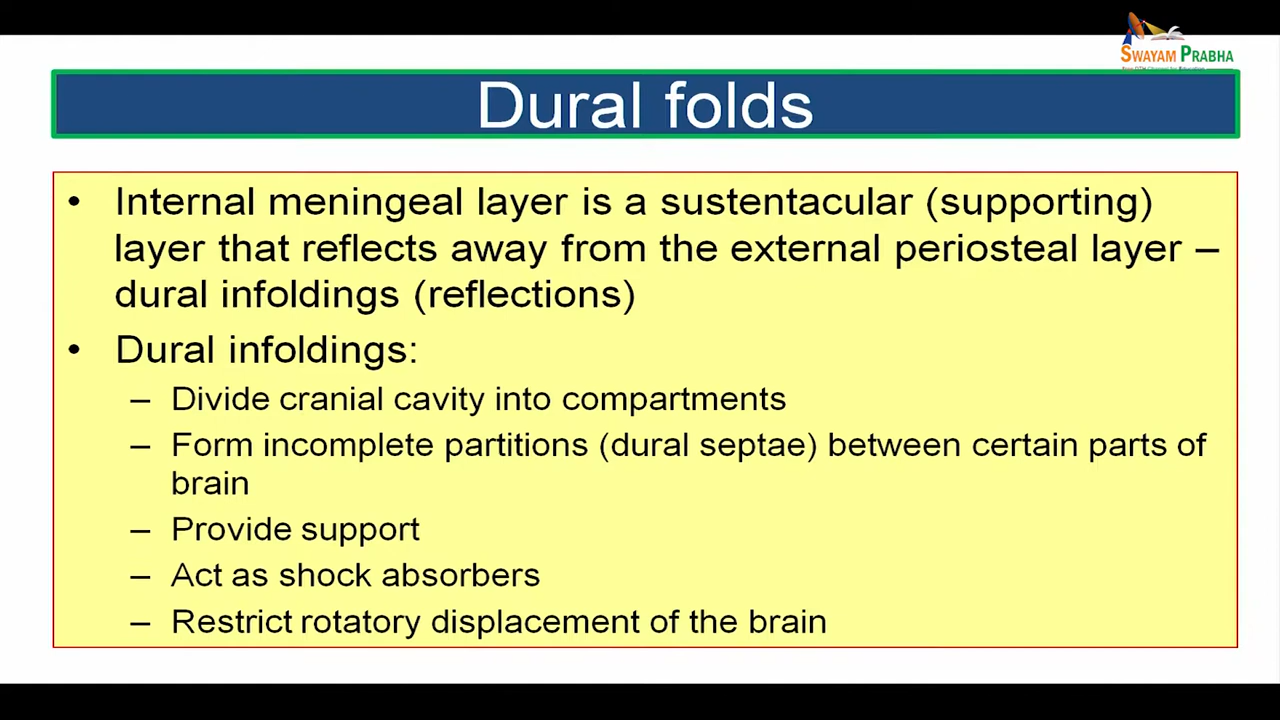 SWAYAM PRABHA
Dural folds
• Internal meningeal layer is a sustentacular (supporting)
layer that reflects away from the external periosteal layer –
dural infoldings (reflections)
• Dural infoldings:
– Divide cranial cavity into compartments
– Form incomplete partitions (dural septae) between certain parts of
brain
– Provide support
– Act as shock absorbers
– Restrict rotatory displacement of the brain